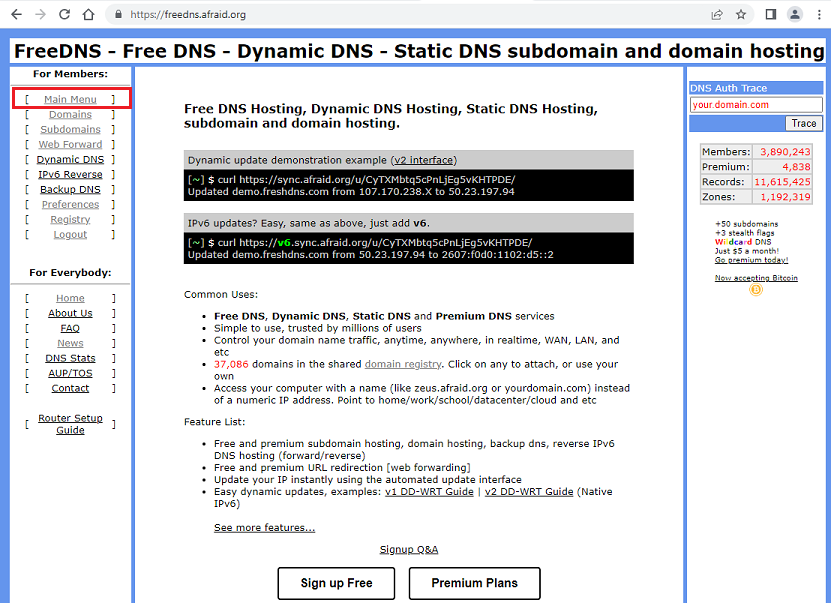 https://freedns.afraid.org
FreeDNS - Free DNS - Dynamic DNS - Static DNS subdomain and domain hosting
For Members:
[ Main Menu ]
[ Domains ]
[ Subdomains ]
[ Web Forward ]
[ Dynamic DNS ]
[ IPv6 Reverse ]
[ Backup DNS ]
[ Preferences ]
[ Registry ]
[ Logout ]
For Everybody:
[ Home ]
[ About Us ]
[ FAQ ]
[ News ]
[ DNS Stats ]
[ AUP/TOS ]
[ Contact ]
[ Router Setup
Guide ]
Free DNS Hosting, Dynamic DNS Hosting, Static DNS Hosting,
subdomain and domain hosting.
Dynamic update demonstration example (v2 interface)
[~] $ curl https://sync.afraid.org/u/CyTXMbtq5cPnLjEg5vKHTPDE/
Updated demo.freshdns.com from 107.170.238.X to 50.23.197.94
IPv6 updates? Easy, same as above, just add v6.
[~] $ curl https://v6.sync.afraid.org/u/CyTXMbtq5cPnLjEg5vKHTPDE/
Updated demo.freshdns.com from 50.23.197.94 to 2607:f0d0:1102:d5::2
Common Uses:
• Free DNS, Dynamic DNS, Static DNS and Premium DNS services
• Simple to use, trusted by millions of users
• Control your domain name traffic, anytime, anywhere, in realtime, WAN, LAN, and
etc
• 37,086 domains in the shared domain registry. Click on any to attach, or use your
own
• Access your computer with a name (like zeus.afraid.org or yourdomain.com) instead
of a numeric IP address. Point to home/work/school/datacenter/cloud and etc
Feature List:
• Free and premium subdomain hosting, domain hosting, backup dns, reverse IPv6
DNS hosting (forward/reverse)
• Free and premium URL redirection [web forwarding]
• Update your IP instantly using the automated update interface
• Easy dynamic updates, examples: v1 DD-WRT Guide | v2 DD-WRT Guide (Native
IPv6)
See more features...
Signup Q&A
Sign up Free
Premium Plans
DNS Auth Trace
your.domain.com
Trace
Members: 3,890,243
Premium: 4,838
Records: 11,615,425
Zones: 1,192,319
+50 subdomains
+3 stealth flags
Wildcard DNS
Just $5 a month!
Go premium today!
Now accepting Bitcoin